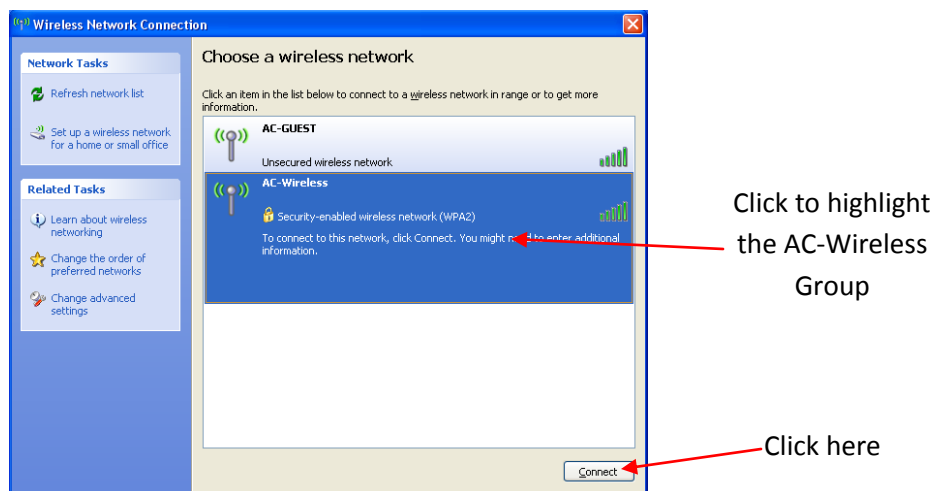 Wireless Network Connection
Network Tasks
Refresh network list
Set up a wireless network
for a home or small office
Related Tasks
Learn about wireless
networking
Change the order of
preferred networks
Change advanced
settings
Choose a wireless network
Click an item in the list below to connect to a wireless network in range or to get more
information.
AC-GUEST
Unsecured wireless network
AC-Wireless
Security-enabled wireless network (WPA2)
To connect to this network, click Connect. You might need to enter additional
information.
Connect
Click to highlight
the AC-Wireless
Group
Click here